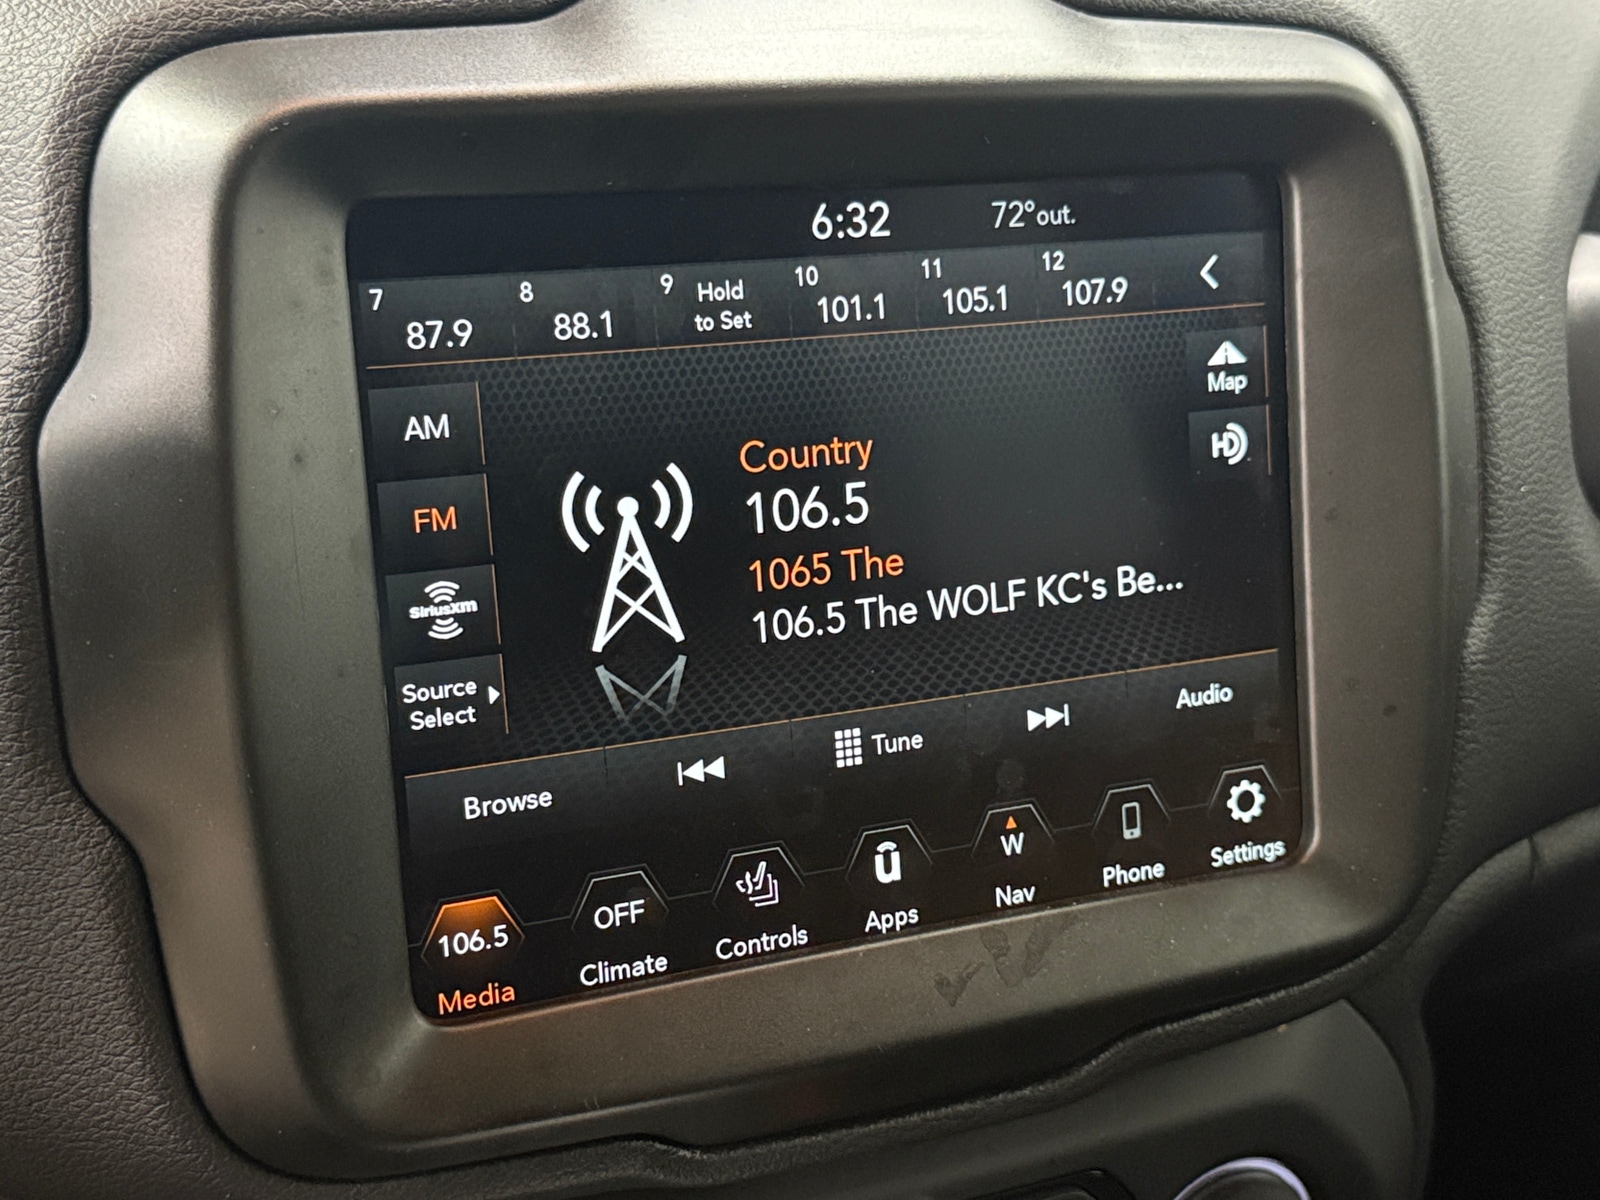 6:32 72°out.
7 87.9
8 88.1
9 Hold
to Set
10 101.1
11 105.1
12 107.9
Map
AM
HD
Country
106.5
FM
1065 The
106.5 The WOLF KC's Be...
SiriusXM
Source
Select
Browse
Tune
Audio
106.5
Media
OFF
Climate
Controls
ú
Apps
W
Nav
Phone
Settings